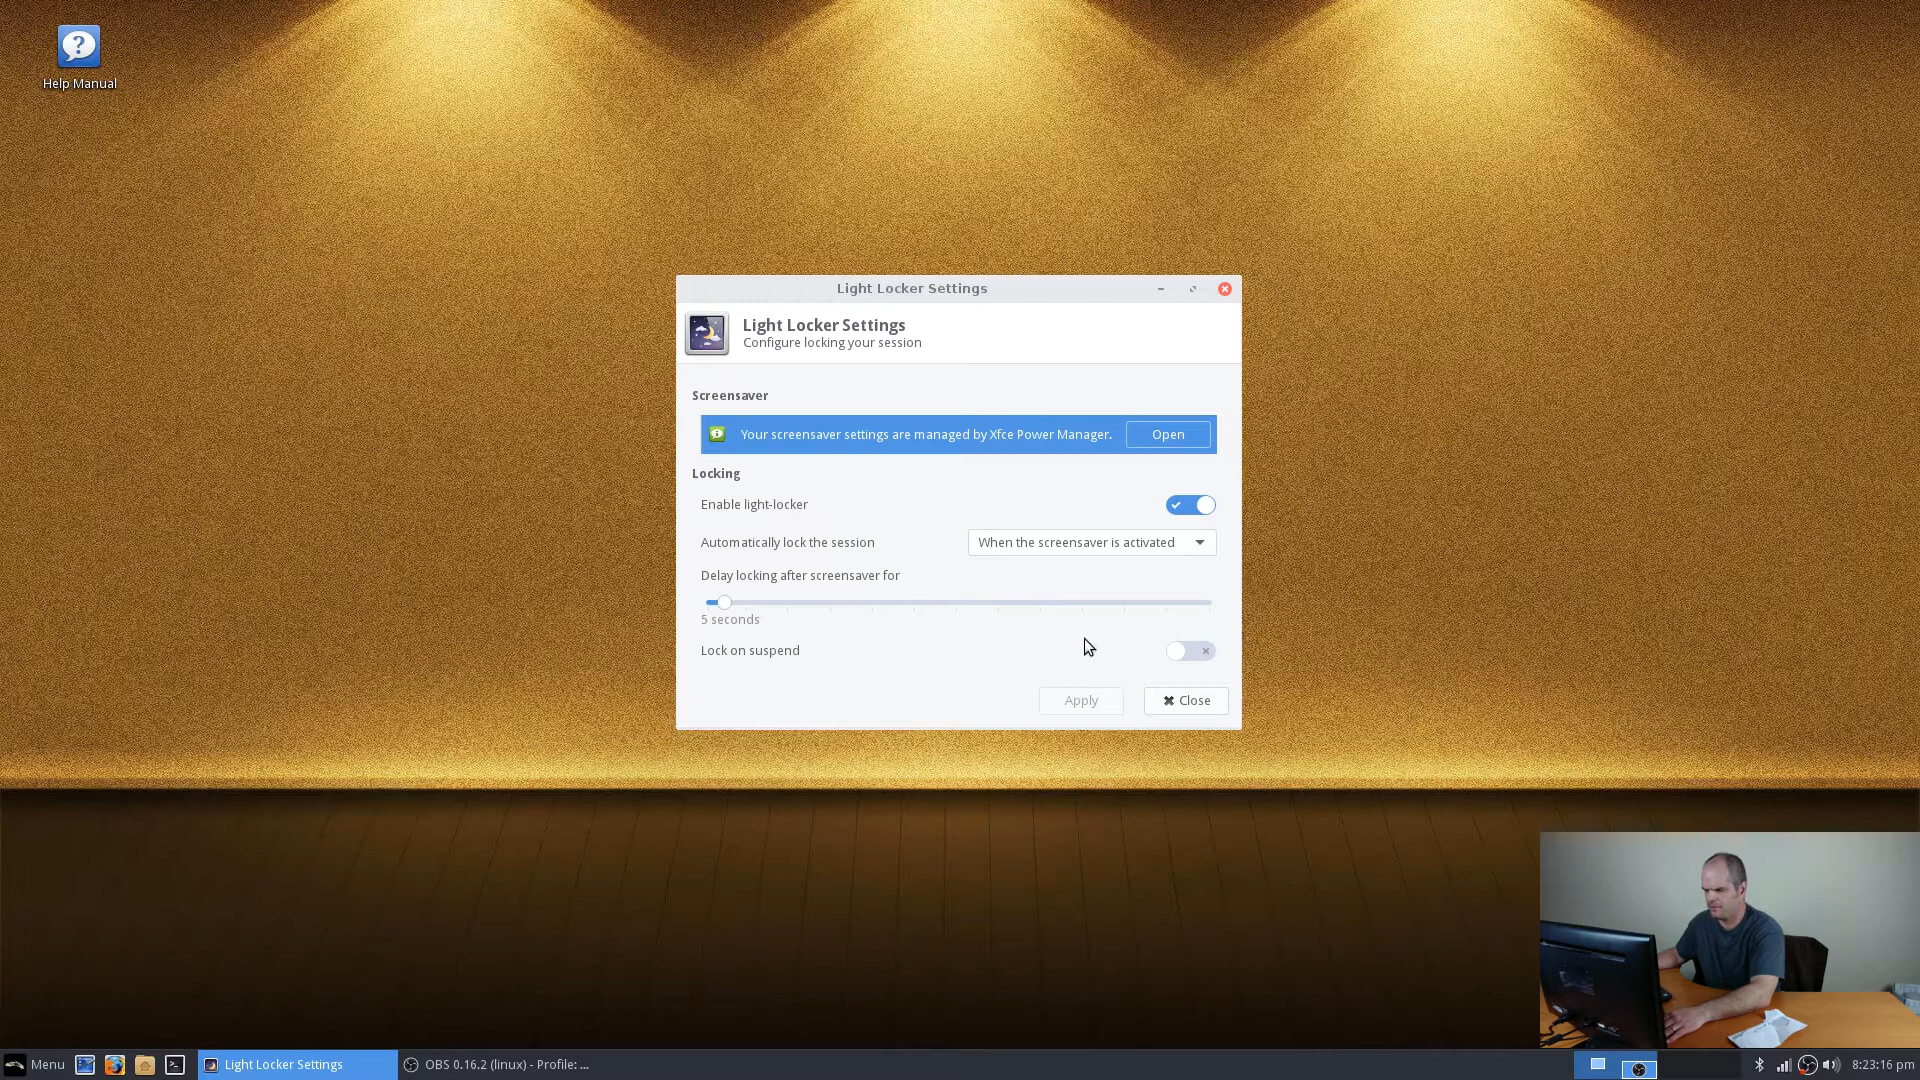 Help Manual
Light Locker Settings
Light Locker Settings
Configure locking your session
Screensaver
Your screensaver settings are managed by Xfce Power Manager.
Open
Locking
Enable light-locker
Automatically lock the session
When the screensaver is activated
Delay locking after screensaver for
5 seconds
Lock on suspend
Apply
Close
Menu
Light Locker Settings
OBS 0.16.2 (linux) - Profile: ...
8:23:16 pm